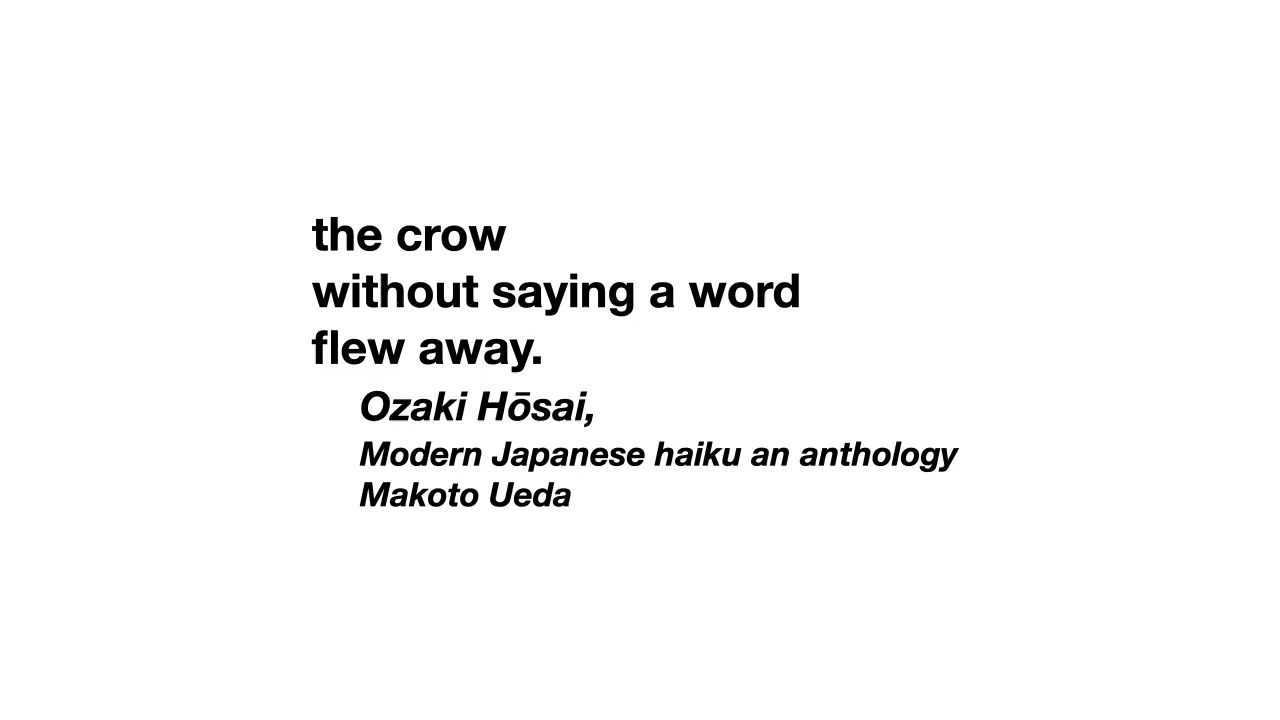 the crow
without saying a word
flew away.
Ozaki Hōsai,
Modern Japanese haiku an anthology
Makoto Ueda